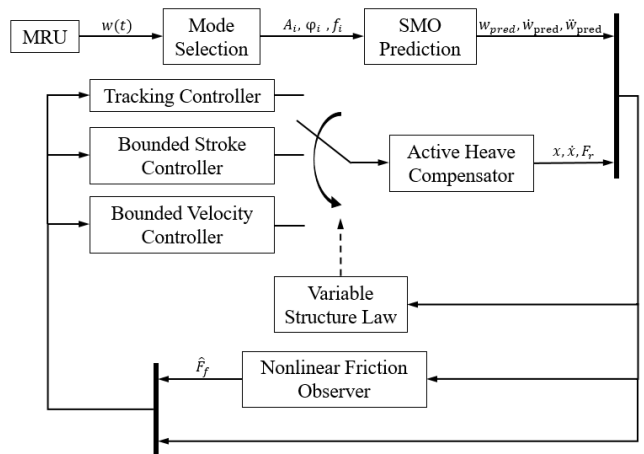 MRU
w(t)
Mode
Selection
A_i, φ_i , f_i
SMO
Prediction
w_pred, ẇ_pred, ẅ_pred
Tracking Controller
Bounded Stroke
Controller
Bounded Velocity
Controller
Active Heave
Compensator
x, ẋ, F_r
Variable
Structure Law
F̂_f
Nonlinear Friction
Observer